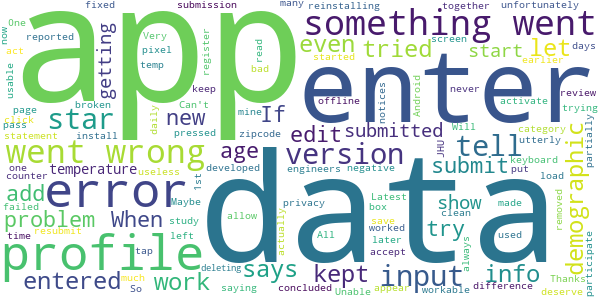 fixed submission many reinstalling together unfortunately
now One reported getting app register read something went days
act Very pixel bad screen
usable temp keep started even tried start let earlier
page broken Can't mine daily If enter offline never activate review
click star new zipcode notices Android trying
pass install pressed edit submitted Will category utterly
statement went wrong age version tell JHU keyboard partially
one temperature useless developed engineers negative submit put load
counter error 1st Maybe privacy Latest box show made demographic
failed add data save clean removed
problem When study allow actually All worked later used
resubmit time profile left says kept try always participate
tap work deleting Unable accept input info Thanks
entered much So saying concluded appear workable difference deserve